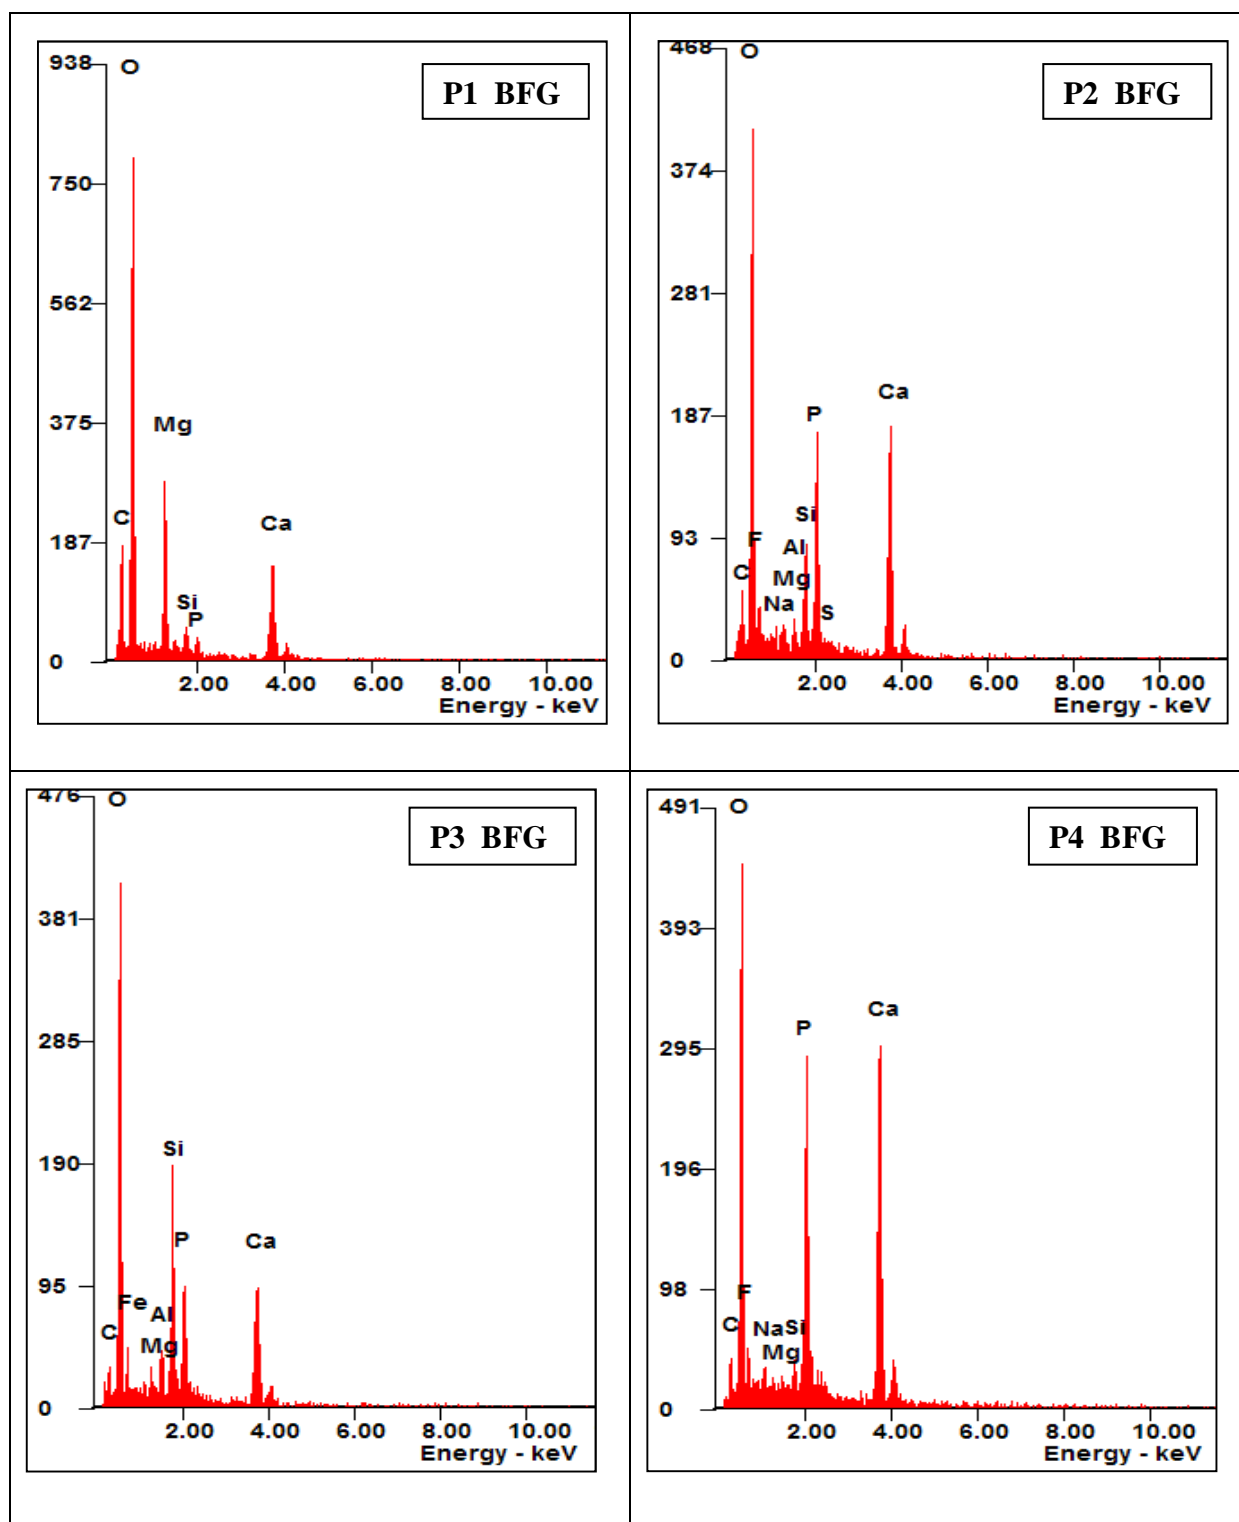 938
O
P1 BFG
750
562
375
Mg
187
C
Ca
Si
P
0
2.00 4.00 6.00 8.00 10.00
Energy - keV
468
O
P2 BFG
374
281
187
P
Ca
93
Si
F
Al
C
Mg
Na
S
0
2.00 4.00 6.00 8.00 10.00
Energy - keV
476
O
P3 BFG
381
285
190
Si
P
Ca
95
Fe
Al
C
Mg
0
2.00 4.00 6.00 8.00 10.00
Energy - keV
491
O
P4 BFG
393
295
P
Ca
196
98
F
C
Na
Si
Mg
0
2.00 4.00 6.00 8.00 10.00
Energy - keV